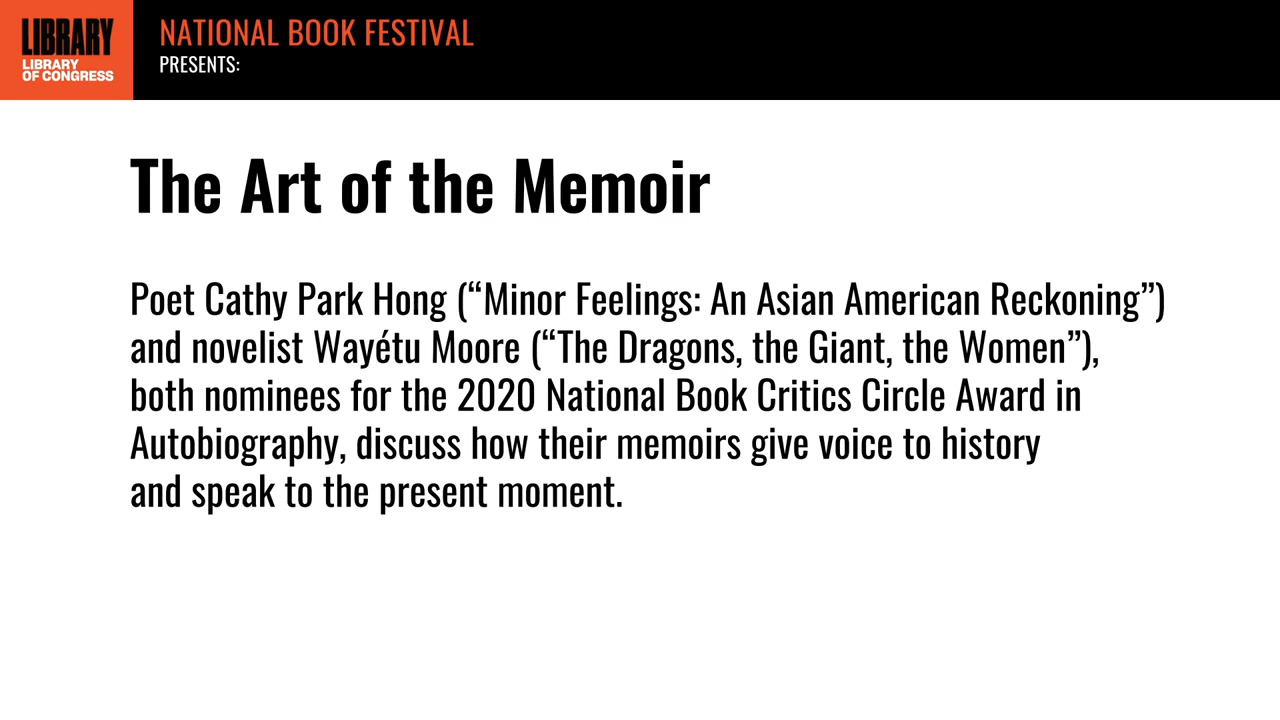 LIBRARY
LIBRARY
OF CONGRESS
NATIONAL BOOK FESTIVAL
PRESENTS:
The Art of the Memoir
Poet Cathy Park Hong (“Minor Feelings: An Asian American Reckoning”)
and novelist Wayétu Moore (“The Dragons, the Giant, the Women”),
both nominees for the 2020 National Book Critics Circle Award in
Autobiography, discuss how their memoirs give voice to history
and speak to the present moment.